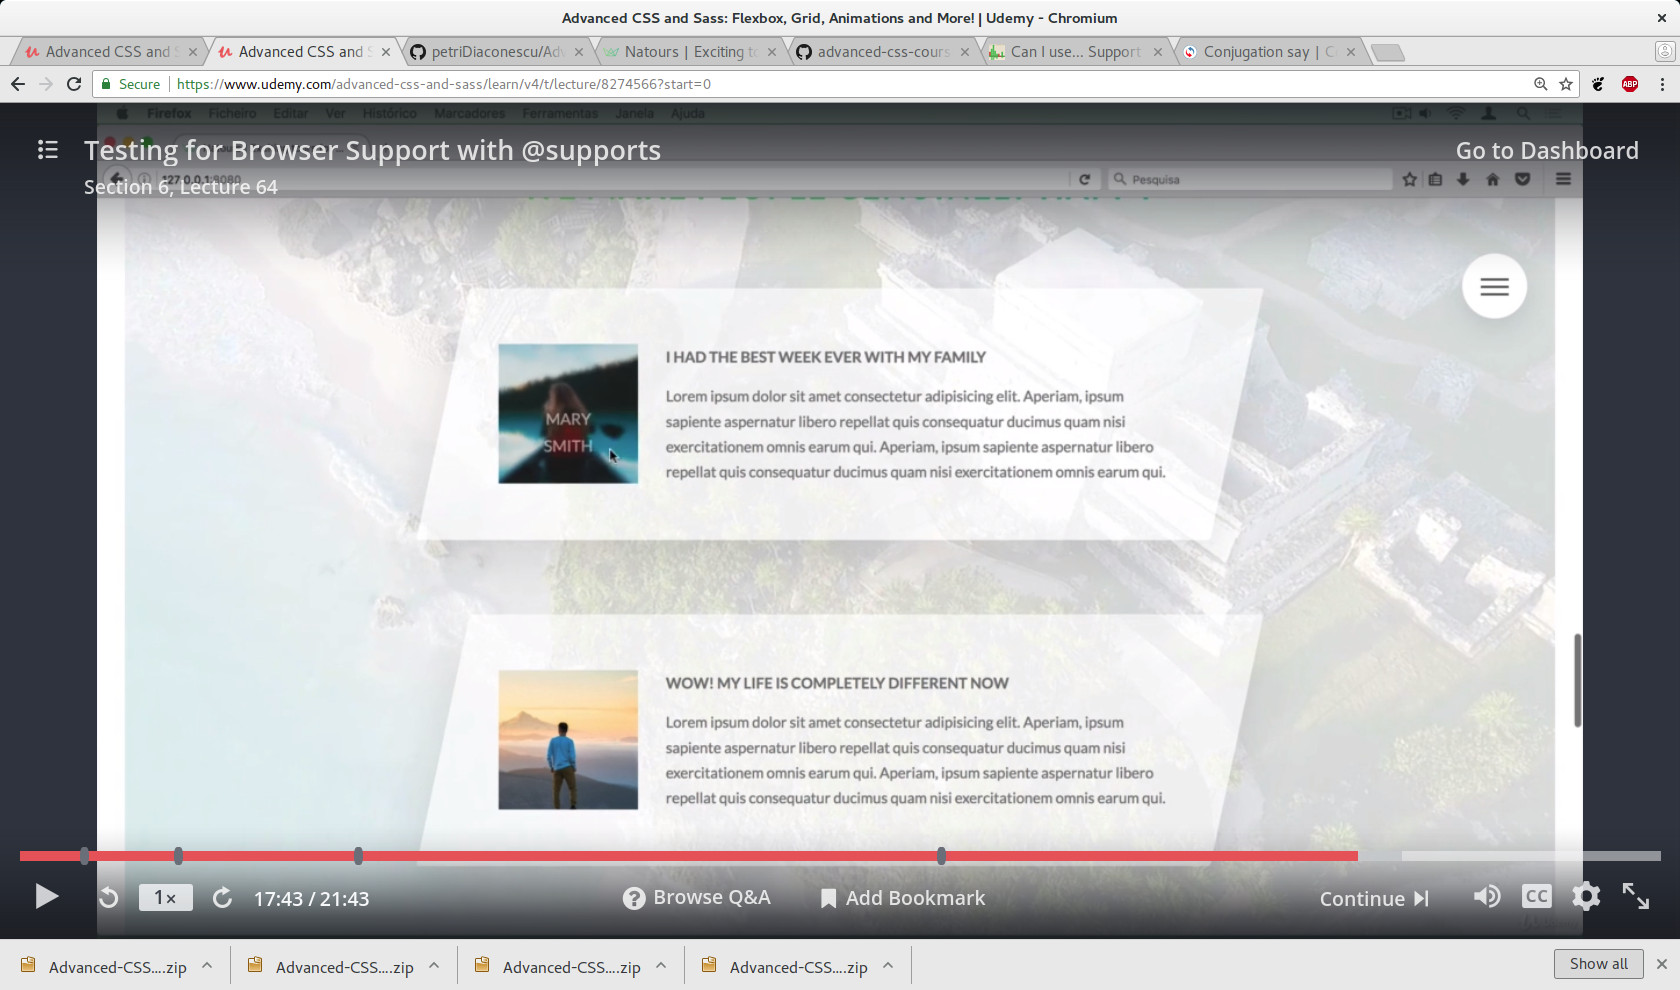 Advanced CSS and Sass: Flexbox, Grid, Animations and More! | Udemy - Chromium
Advanced CSS and S
Advanced CSS and S
petriDiaconescu/Adv
Natours | Exciting to
advanced-css-cours
Can I use... Support
Conjugation say | C
Secure
https://www.udemy.com/advanced-css-and-sass/learn/v4/t/lecture/8274566?start=0
ABP
Firefox Ficheiro Editar Ver Histórico Marcadores Ferramentas Janela Ajuda
Testing for Browser Support with @supports
Go to Dashboard
127.0.0.1:8080
Pesquisa
Section 6, Lecture 64
I HAD THE BEST WEEK EVER WITH MY FAMILY
MARY
SMITH
Lorem ipsum dolor sit amet consectetur adipisicing elit. Aperiam, ipsum
sapiente aspernatur libero repellat quis consequatur ducimus quam nisi
exercitationem omnis earum qui. Aperiam, ipsum sapiente aspernatur libero
repellat quis consequatur ducimus quam nisi exercitationem omnis earum qui.
WOW! MY LIFE IS COMPLETELY DIFFERENT NOW
Lorem ipsum dolor sit amet consectetur adipisicing elit. Aperiam, ipsum
sapiente aspernatur libero repellat quis consequatur ducimus quam nisi
exercitationem omnis earum qui. Aperiam, ipsum sapiente aspernatur libero
repellat quis consequatur ducimus quam nisi exercitationem omnis earum qui.
1x
17:43 / 21:43
Browse Q&A
Add Bookmark
Continue
CC
Advanced-CSS....zip
Advanced-CSS....zip
Advanced-CSS....zip
Advanced-CSS....zip
Show all